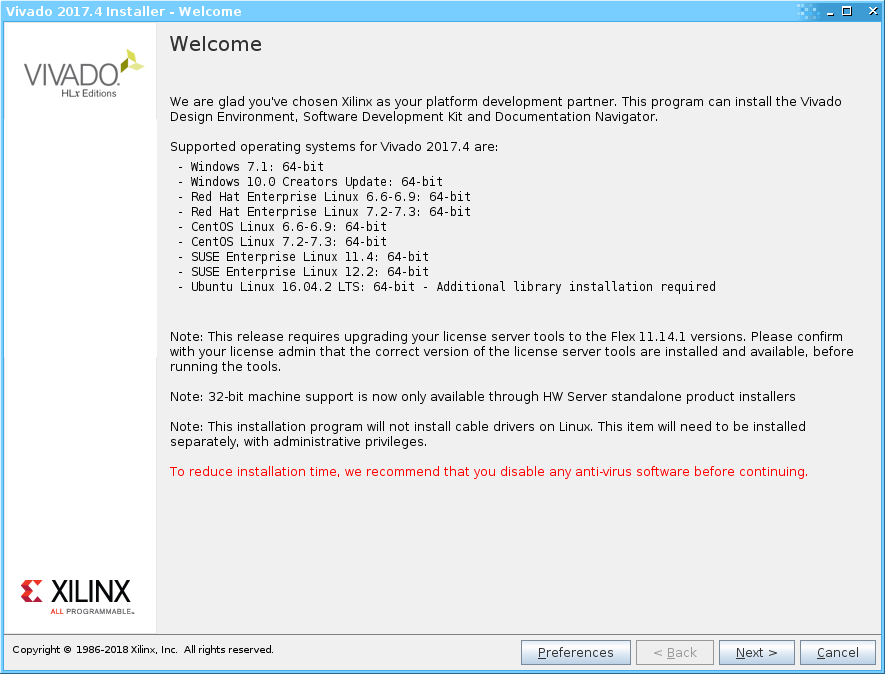 Vivado 2017.4 Installer - Welcome
VIVADO.
HLx Editions
Welcome
We are glad you've chosen Xilinx as your platform development partner. This program can install the Vivado
Design Environment, Software Development Kit and Documentation Navigator.
Supported operating systems for Vivado 2017.4 are:
- Windows 7.1: 64-bit
- Windows 10.0 Creators Update: 64-bit
- Red Hat Enterprise Linux 6.6-6.9: 64-bit
- Red Hat Enterprise Linux 7.2-7.3: 64-bit
- CentOS Linux 6.6-6.9: 64-bit
- CentOS Linux 7.2-7.3: 64-bit
- SUSE Enterprise Linux 11.4: 64-bit
- SUSE Enterprise Linux 12.2: 64-bit
- Ubuntu Linux 16.04.2 LTS: 64-bit - Additional library installation required
Note: This release requires upgrading your license server tools to the Flex 11.14.1 versions. Please confirm
with your license admin that the correct version of the license server tools are installed and available, before
running the tools.
Note: 32-bit machine support is now only available through HW Server standalone product installers
Note: This installation program will not install cable drivers on Linux. This item will need to be installed
separately, with administrative privileges.
To reduce installation time, we recommend that you disable any anti-virus software before continuing.
XILINX
ALL PROGRAMMABLE™
Copyright © 1986-2018 Xilinx, Inc. All rights reserved.
Preferences
< Back
Next >
Cancel